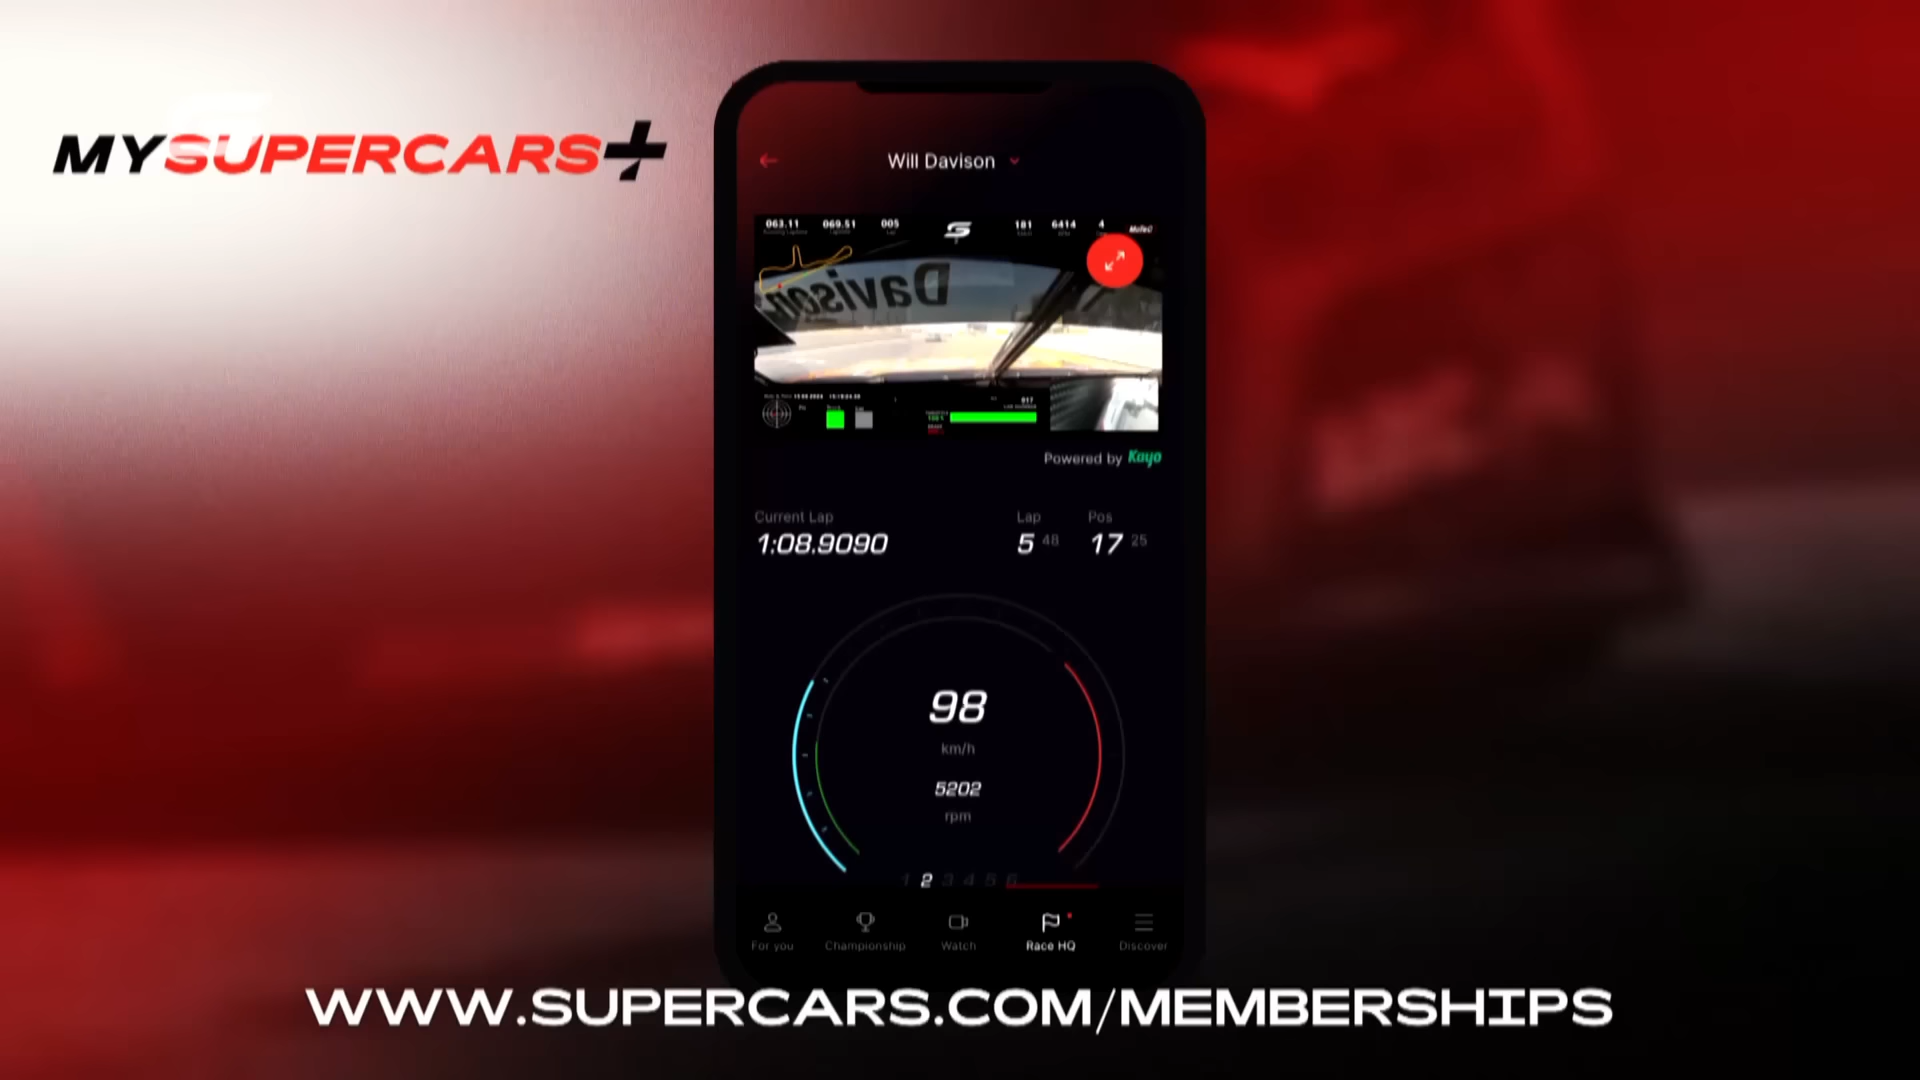 MYSUPERCARS+
Will Davison
063.11 069.51 005 S 181 6414 4 MoTeC
Davison
Powered by Kayo
Current Lap Lap Pos
1:08.9090 5 48 17 25
98
km/h
5202
rpm
1 2 3 4 5 6
For you Championship Watch Race HQ Discover
WWW.SUPERCARS.COM/MEMBERSHIPS